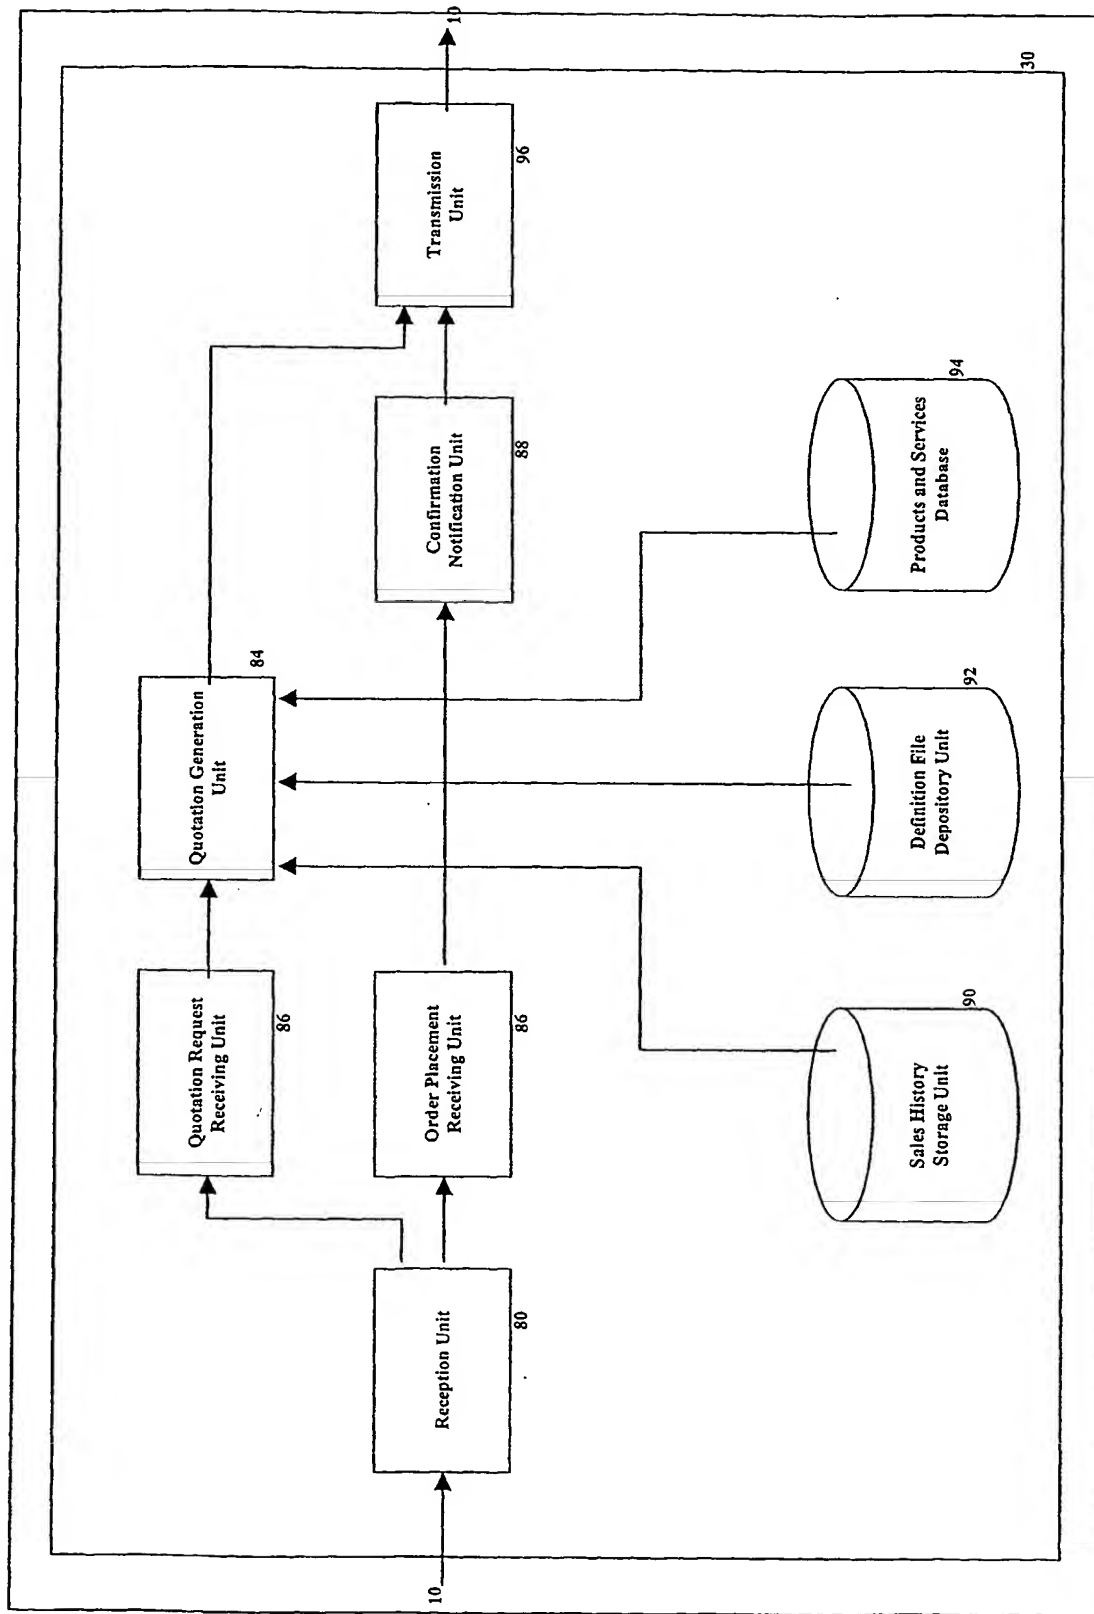 10
Reception Unit
80
Quotation Request
Receiving Unit
86
Order Placement
Receiving Unit
86
Quotation Generation
Unit
84
Confirmation
Notification Unit
88
Transmission
Unit
96
10
Sales History
Storage Unit
90
Definition File
Depository Unit
92
Products and Services
Database
94
30